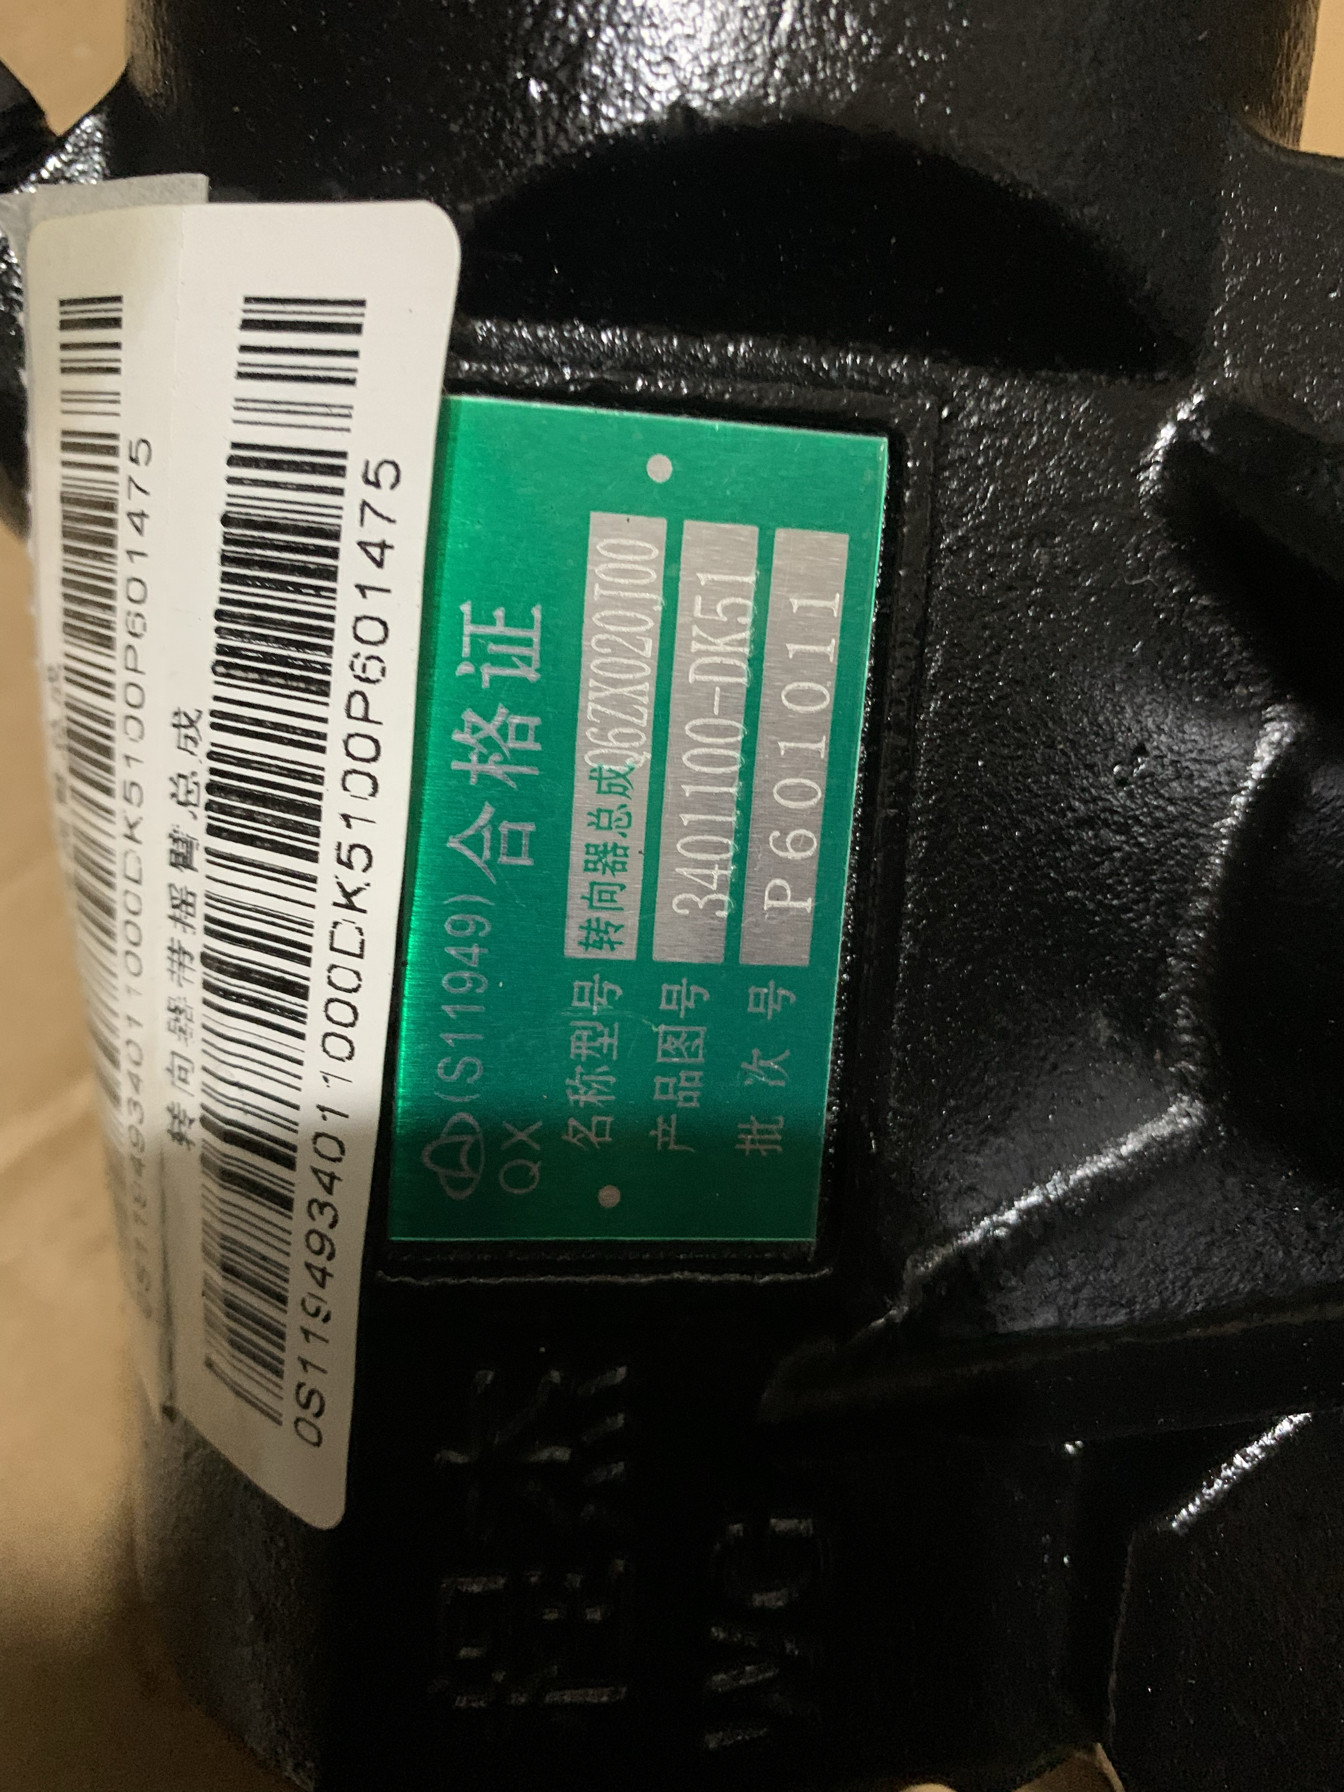 0S1194934011000DK5100P601475
转向器带摇臂总成
0S1194934011000DK5100P601475
(S11949) 合格证
QX
名称型号 转向器总成Q6ZX020J00
产品图号 3401100-DK51
批次号 P601011